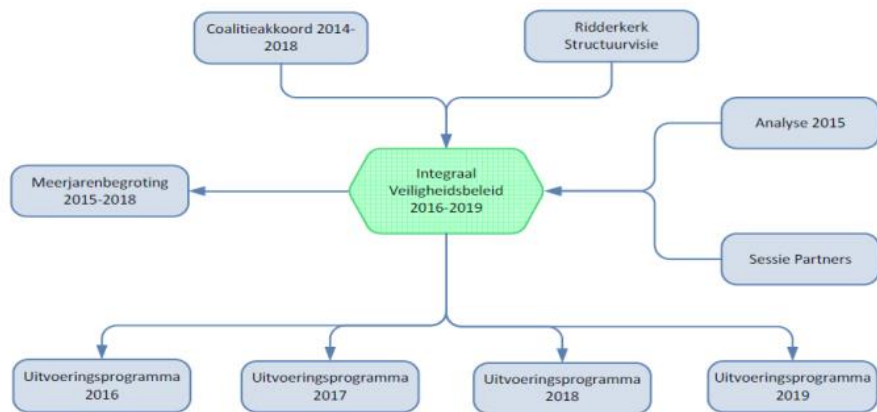 Coalitieakkoord 2014-
2018
Ridderkerk
Structuurvisie
Analyse 2015
Integraal
Veiligheidsbeleid
2016-2019
Meerjarenbegroting
2015-2018
Sessie Partners
Uitvoeringsprogramma
2016
Uitvoeringsprogramma
2017
Uitvoeringsprogramma
2018
Uitvoeringsprogramma
2019